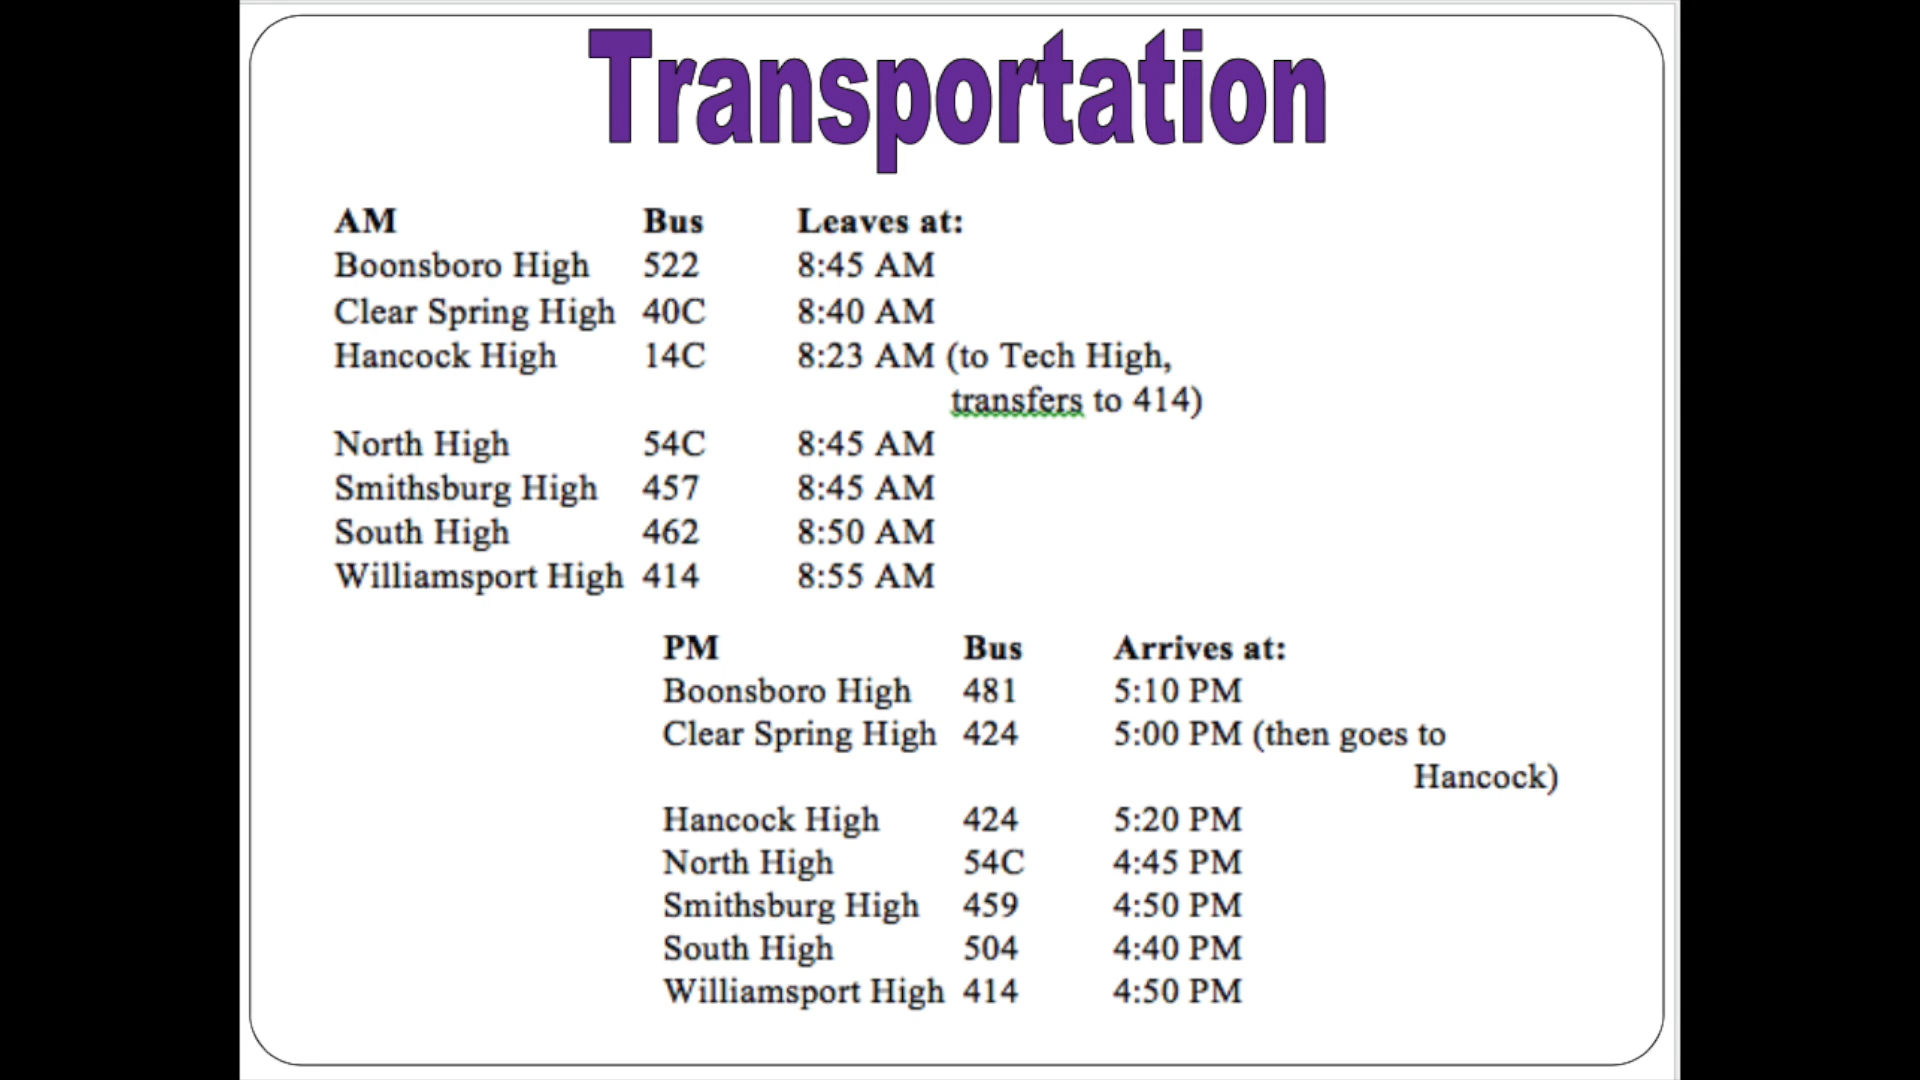 Transportation
AM Bus Leaves at:
Boonsboro High 522 8:45 AM
Clear Spring High 40C 8:40 AM
Hancock High 14C 8:23 AM (to Tech High,
transfers to 414)
North High 54C 8:45 AM
Smithsburg High 457 8:45 AM
South High 462 8:50 AM
Williamsport High 414 8:55 AM
PM Bus Arrives at:
Boonsboro High 481 5:10 PM
Clear Spring High 424 5:00 PM (then goes to
Hancock)
Hancock High 424 5:20 PM
North High 54C 4:45 PM
Smithsburg High 459 4:50 PM
South High 504 4:40 PM
Williamsport High 414 4:50 PM